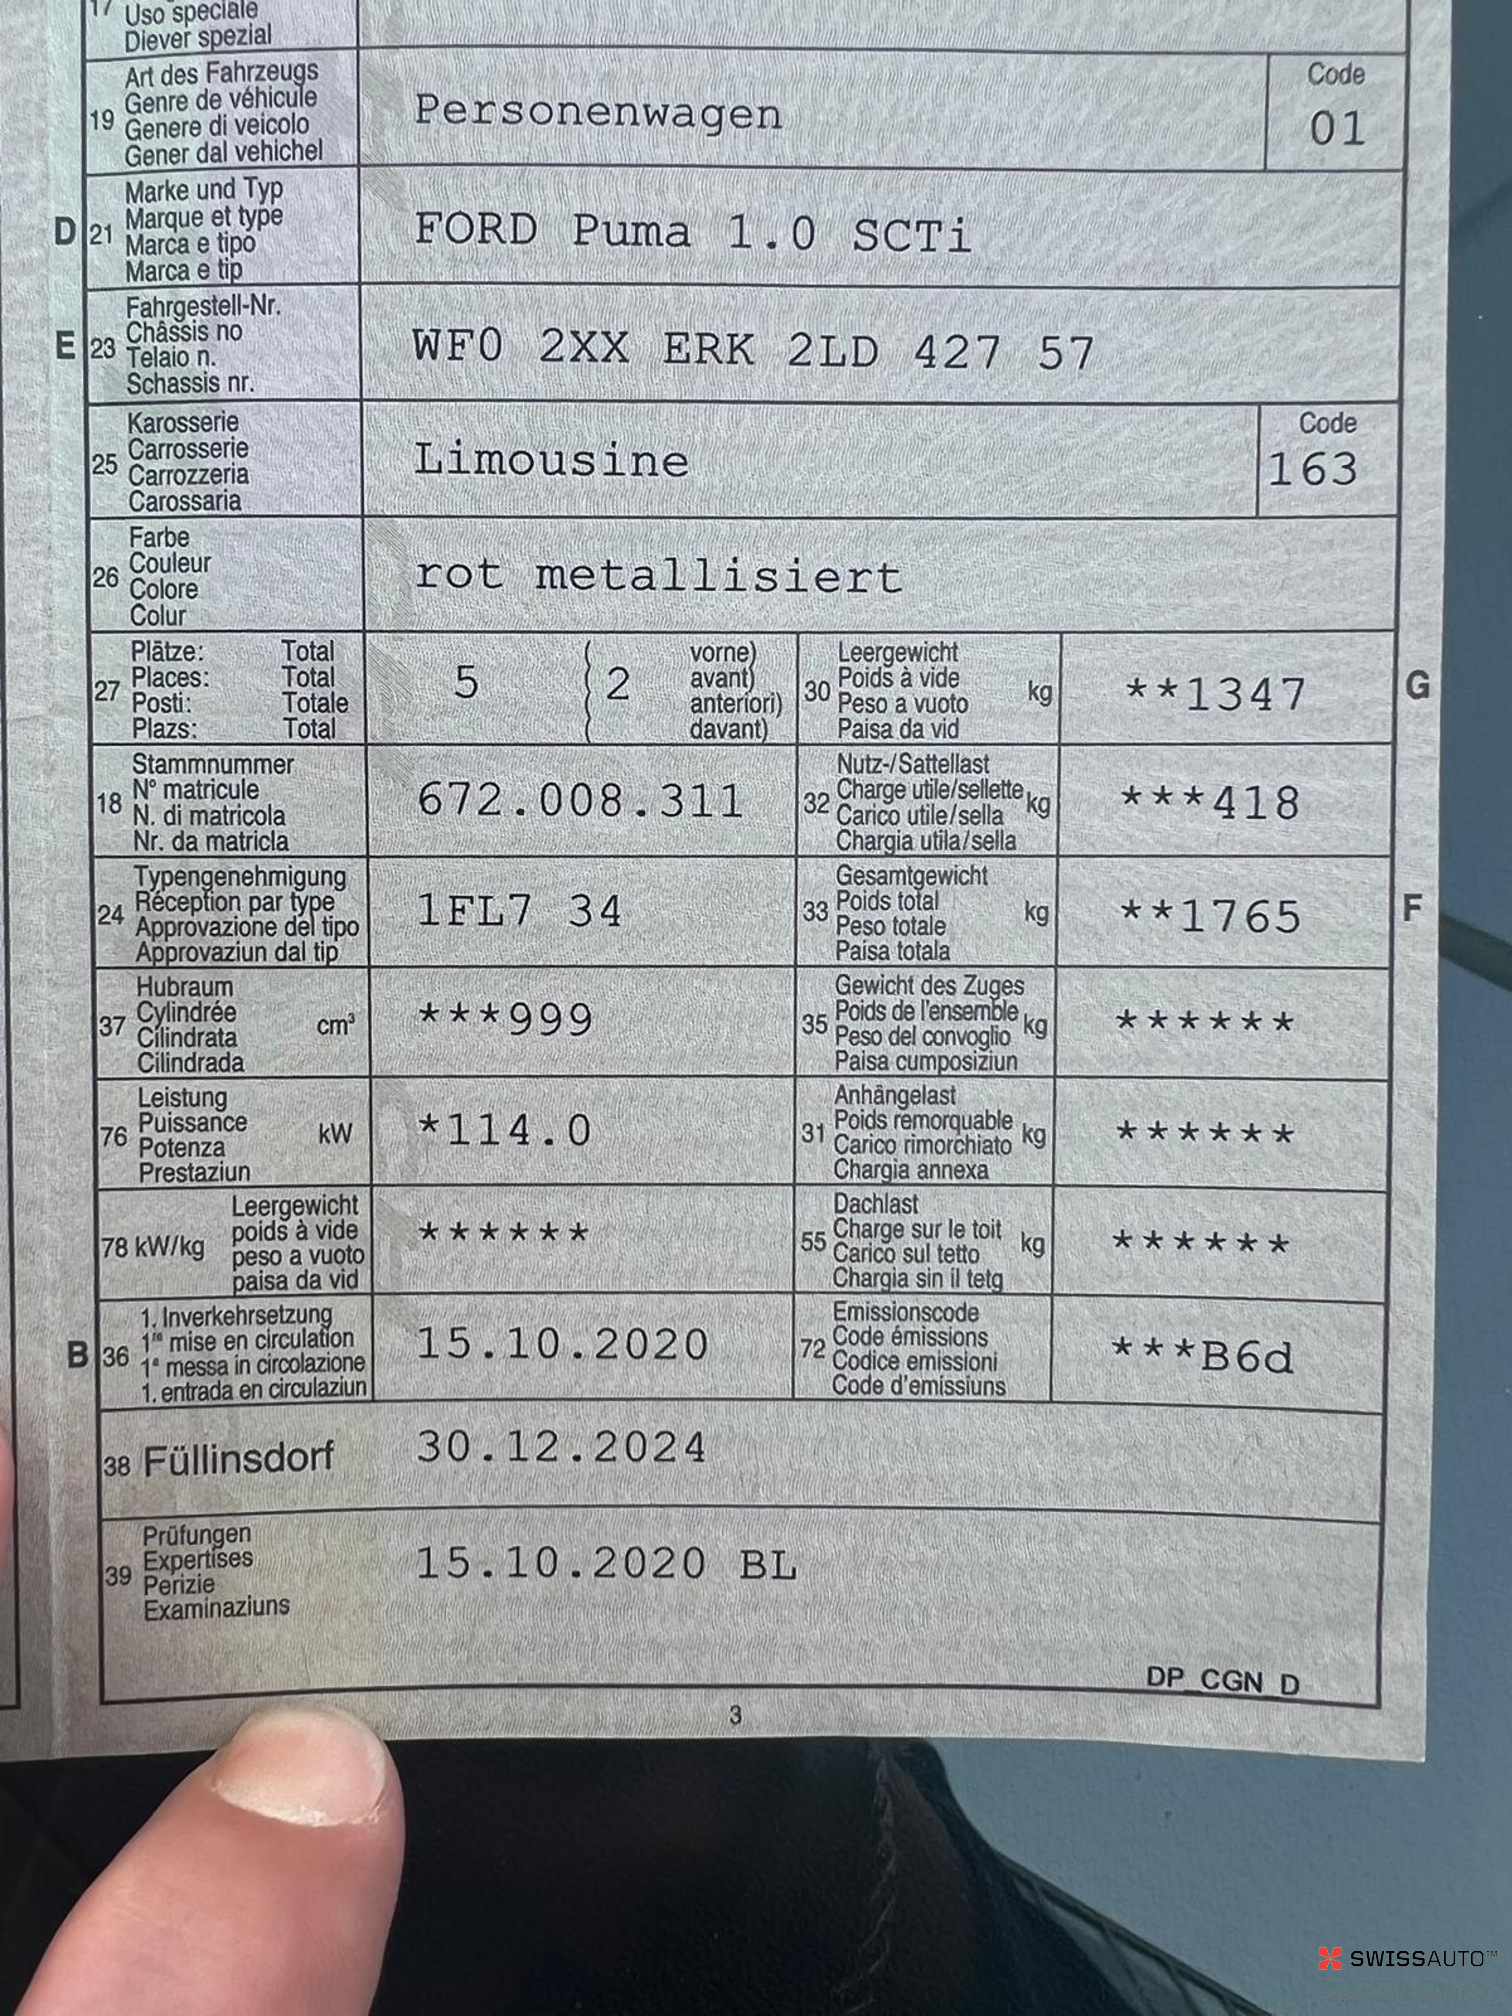 17 Uso speciale
Diever spezial
19 Art des Fahrzeugs
Genre de véhicule
Genere di veicolo
Gener dal vehichel
Personenwagen
Code
01
D 21 Marke und Typ
Marque et type
Marca e tipo
Marca e tip
FORD Puma 1.0 SCTi
E 23 Fahrgestell-Nr.
Châssis no
Telaio n.
Schassis nr.
WF0 2XX ERK 2LD 427 57
25 Karosserie
Carrosserie
Carrozzeria
Carossaria
Limousine
Code
163
26 Farbe
Couleur
Colore
Colur
rot metallisiert
27 Plätze: Total
Places: Total
Posti: Totale
Plazs: Total
5 2 vorne)
avant)
anteriori)
davant)
30 Leergewicht
Poids à vide
Peso a vuoto
Paisa da vid
kg
**1347
G
18 Stammnummer
N° matricule
N. di matricola
Nr. da matricla
672.008.311
32 Nutz-/Sattellast
Charge utile/sellette
Carico utile/sella
Chargia utila/sella
kg
***418
24 Typengenehmigung
Réception par type
Approvazione del tipo
Approvaziun dal tip
1FL7 34
33 Gesamtgewicht
Poids total
Peso totale
Paisa totala
kg
**1765
F
37 Hubraum
Cylindrée
Cilindrata
Cilindrada
cm³
***999
35 Gewicht des Zuges
Poids de l'ensemble
Peso del convoglio
Paisa cumposiziun
kg
******
76 Leistung
Puissance
Potenza
Prestaziun
kW
*114.0
31 Anhängelast
Poids remorquable
Carico rimorchiato
Chargia annexa
kg
******
78 kW/kg
Leergewicht
poids à vide
peso a vuoto
paisa da vid
******
55 Dachlast
Charge sur le toit
Carico sul tetto
Chargia sin il tetg
kg
******
B 36 1. Inverkehrsetzung
1re mise en circulation
1a messa in circolazione
1. entrada en circulaziun
15.10.2020
72 Emissionscode
Code émissions
Codice emissioni
Code d'emissiuns
***B6d
38 Füllinsdorf
30.12.2024
39 Prüfungen
Expertises
Perizie
Examinaziuns
15.10.2020 BL
DP CGN D
3
SWISSAUTO™